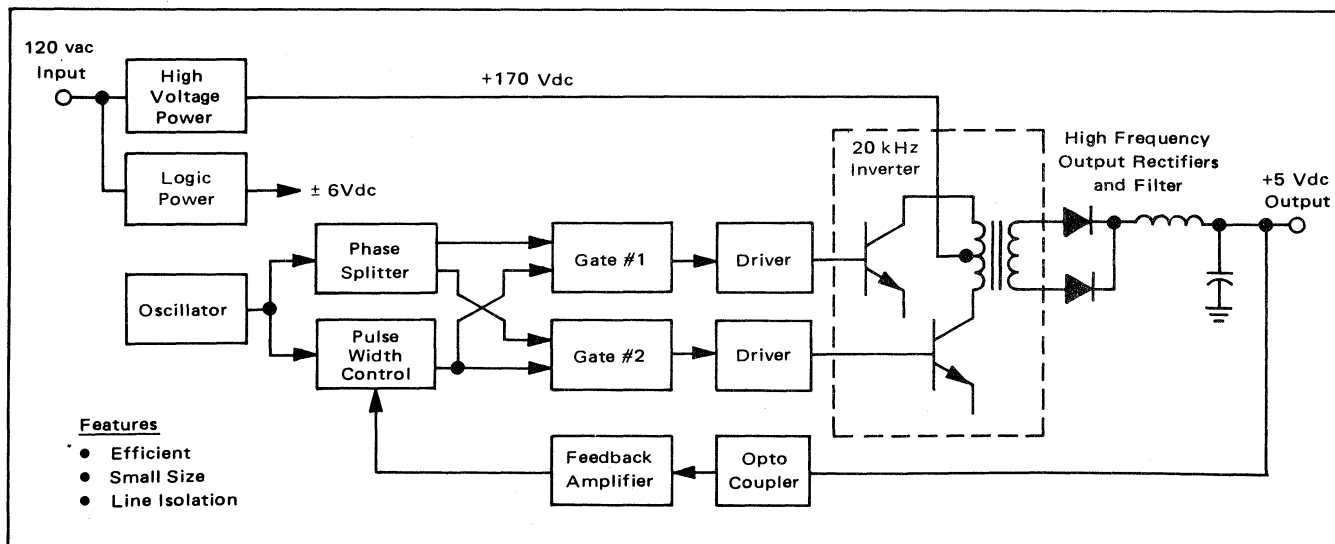 120 vac
Input
High
Voltage
Power
+170 Vdc
Logic
Power
± 6Vdc
20 kHz
Inverter
High Frequency
Output Rectifiers
and Filter
+5 Vdc
Output
Oscillator
Phase
Splitter
Pulse
Width
Control
Gate #1
Driver
Gate #2
Driver
Feedback
Amplifier
Opto
Coupler
Features
● Efficient
● Small Size
● Line Isolation